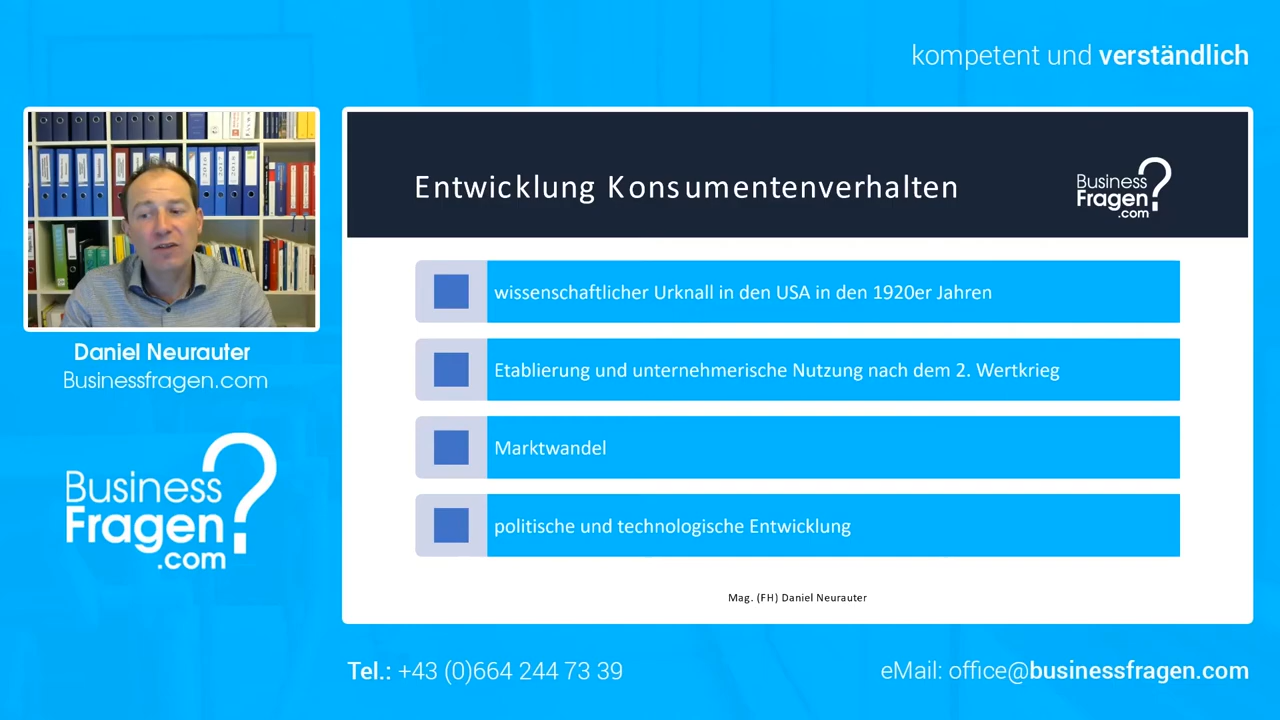 kompetent und verständlich
Daniel Neurauter
Businessfragen.com
Business
Fragen
.com
?
Entwicklung Konsumentenverhalten
Business
Fragen
.com
?
wissenschaftlicher Urknall in den USA in den 1920er Jahren
Etablierung und unternehmerische Nutzung nach dem 2. Wertkrieg
Marktwandel
politische und technologische Entwicklung
Mag. (FH) Daniel Neurauter
Tel.: +43 (0)664 244 73 39
eMail: office@businessfragen.com